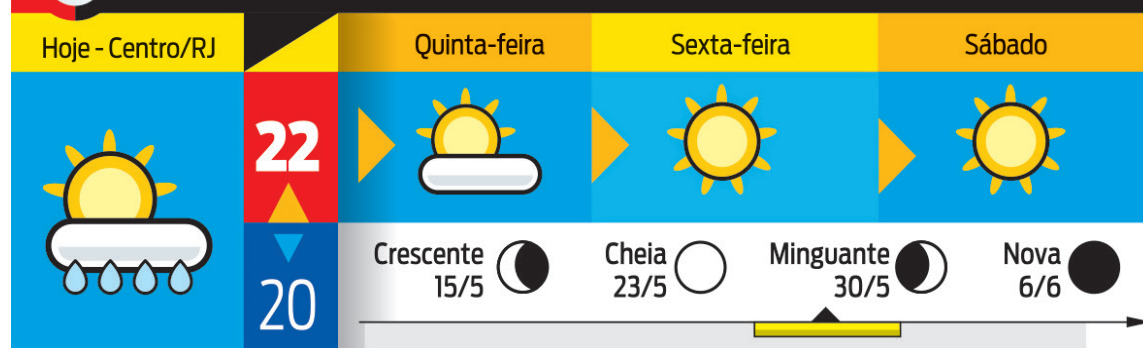 Hoje - Centro/RJ
Quinta-feira
Sexta-feira
Sábado
22
20
Crescente
15/5
Cheia
23/5
Minguante
30/5
Nova
6/6